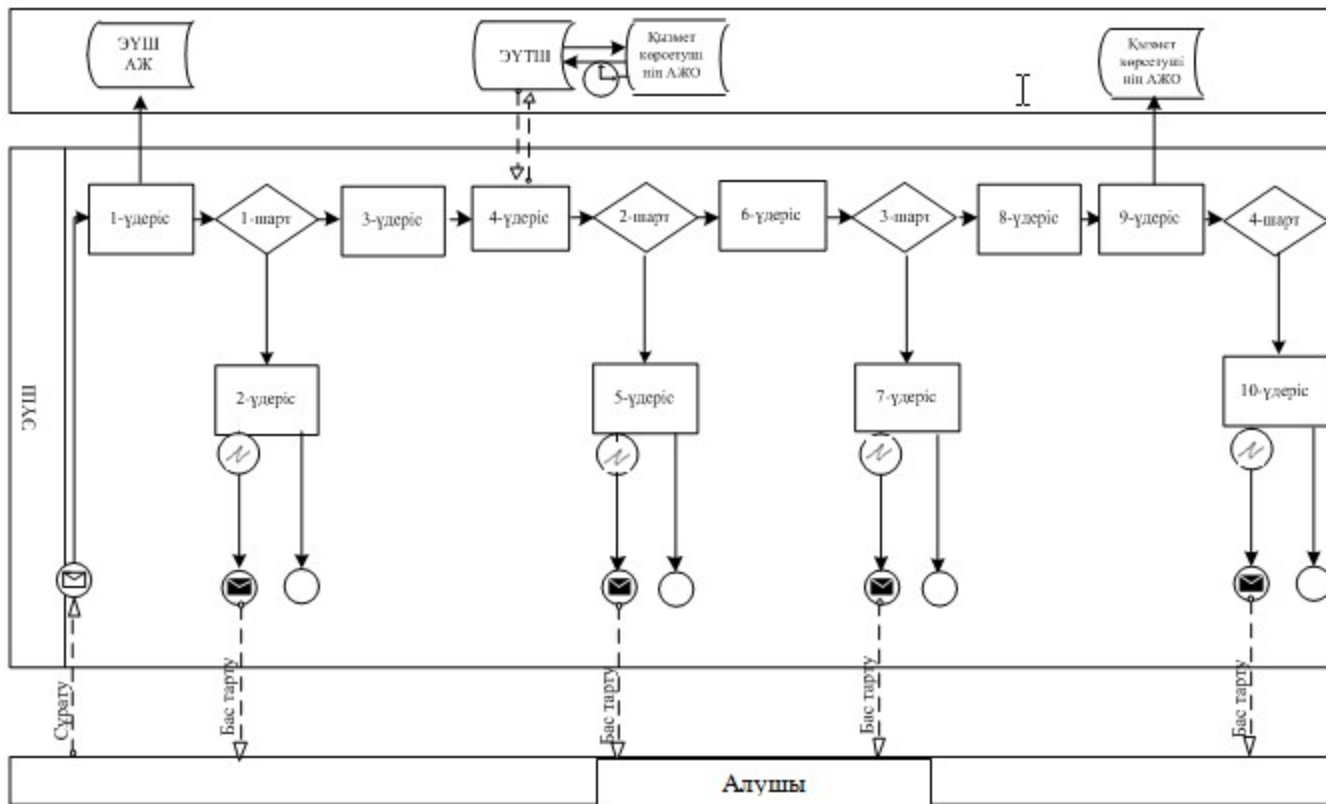 ЭҮШ
АЖ
ЭҮТШ
Қызмет
көрсетуші
нің АЖО
Қызмет
көрсетуші
нің АЖО
ЭҮШ
1-үдеріс
1-шарт
3-үдеріс
4-үдеріс
2-шарт
6-үдеріс
3-шарт
8-үдеріс
9-үдеріс
4-шарт
2-үдеріс
5-үдеріс
7-үдеріс
10-үдеріс
Сұрату
Бас тарту
Бас тарту
Бас тарту
Бас тарту
Алушы